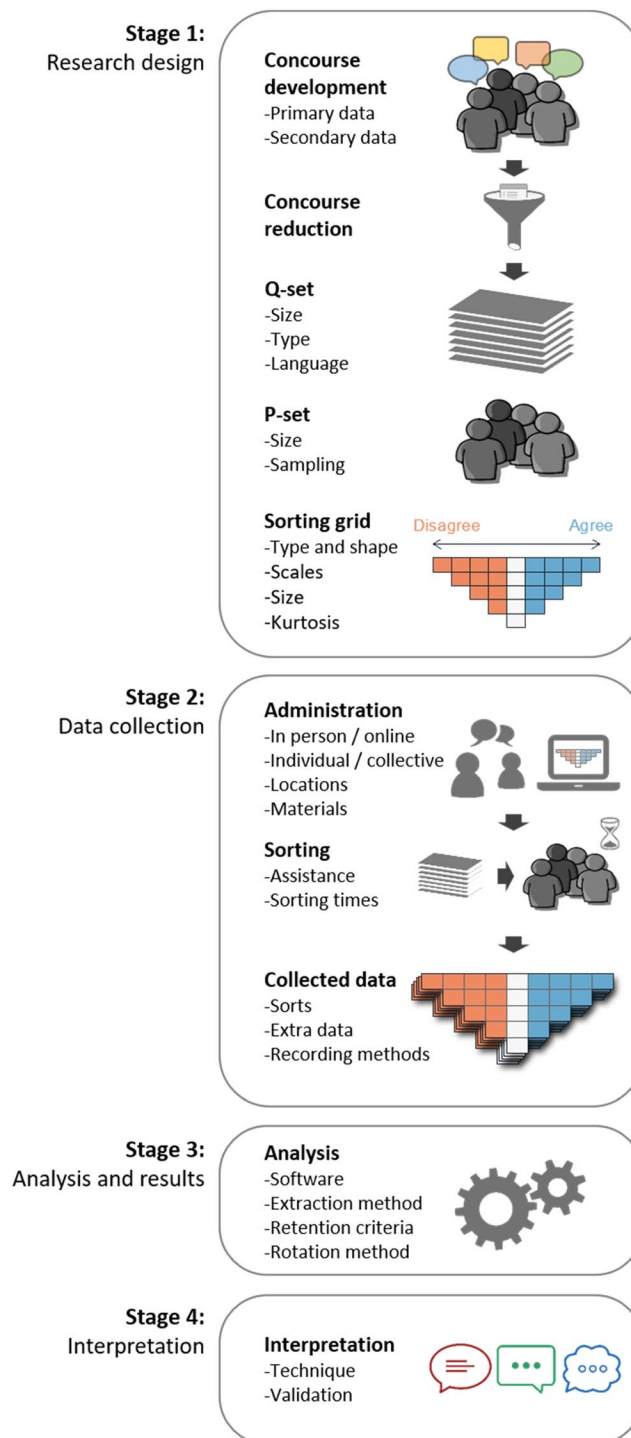 Stage 1:
Research design
Concourse
development
-Primary data
-Secondary data
Concourse
reduction
Q-set
-Size
-Type
-Language
P-set
-Size
-Sampling
Sorting grid
-Type and shape
-Scales
-Size
-Kurtosis
Disagree
Agree
Stage 2:
Data collection
Administration
-In person / online
-Individual / collective
-Locations
-Materials
Sorting
-Assistance
-Sorting times
Collected data
-Sorts
-Extra data
-Recording methods
Stage 3:
Analysis and results
Analysis
-Software
-Extraction method
-Retention criteria
-Rotation method
Stage 4:
Interpretation
Interpretation
-Technique
-Validation